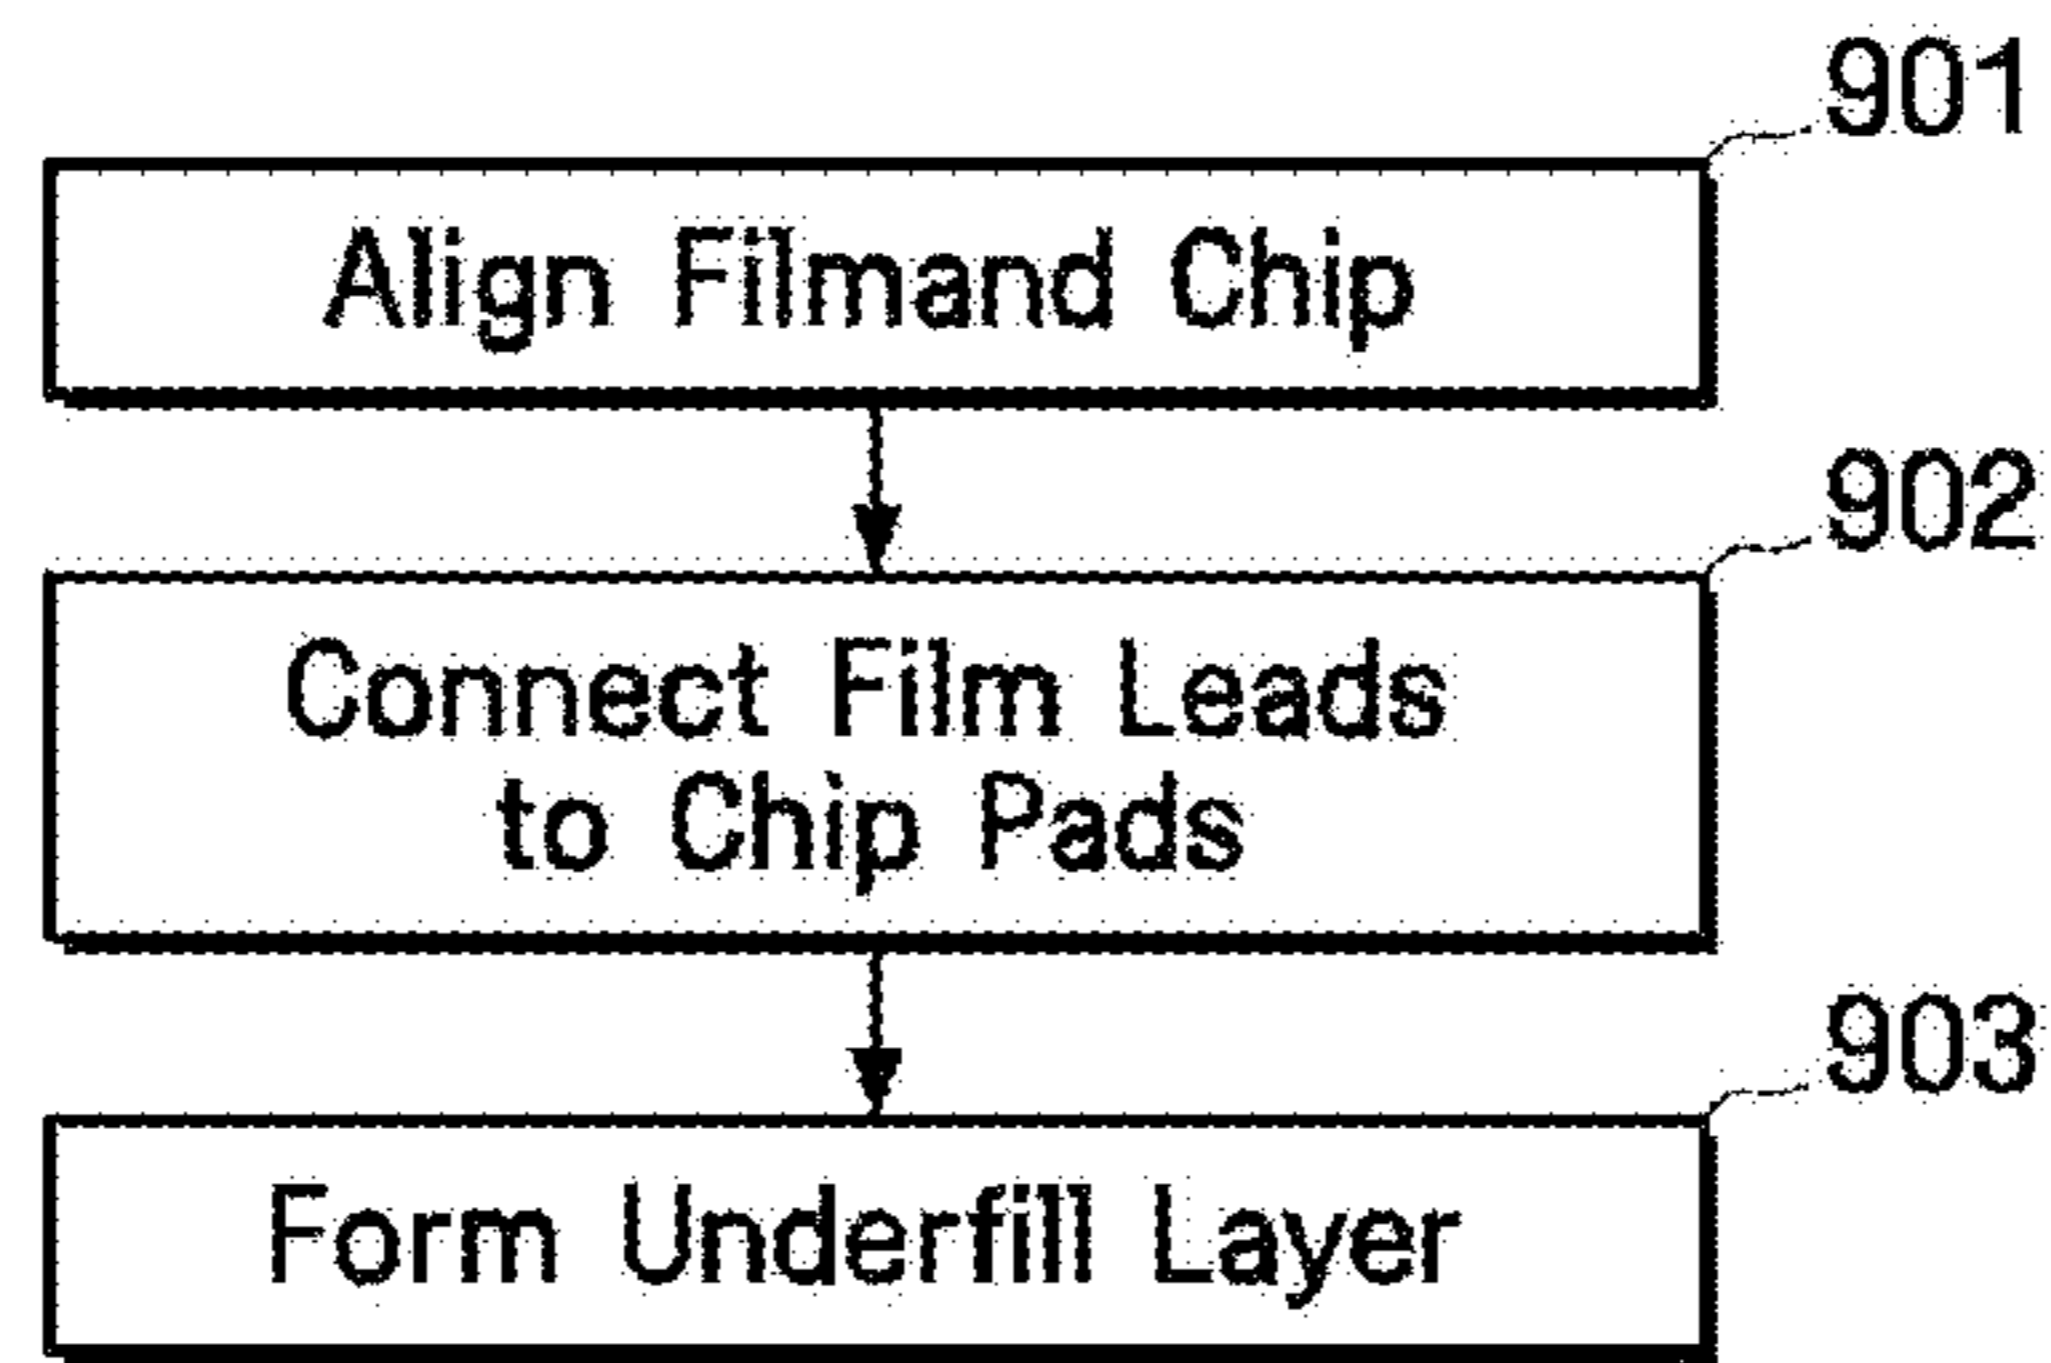 901
Align Filmand Chip
902
Connect Film Leads
to Chip Pads
903
Form Underfill Layer